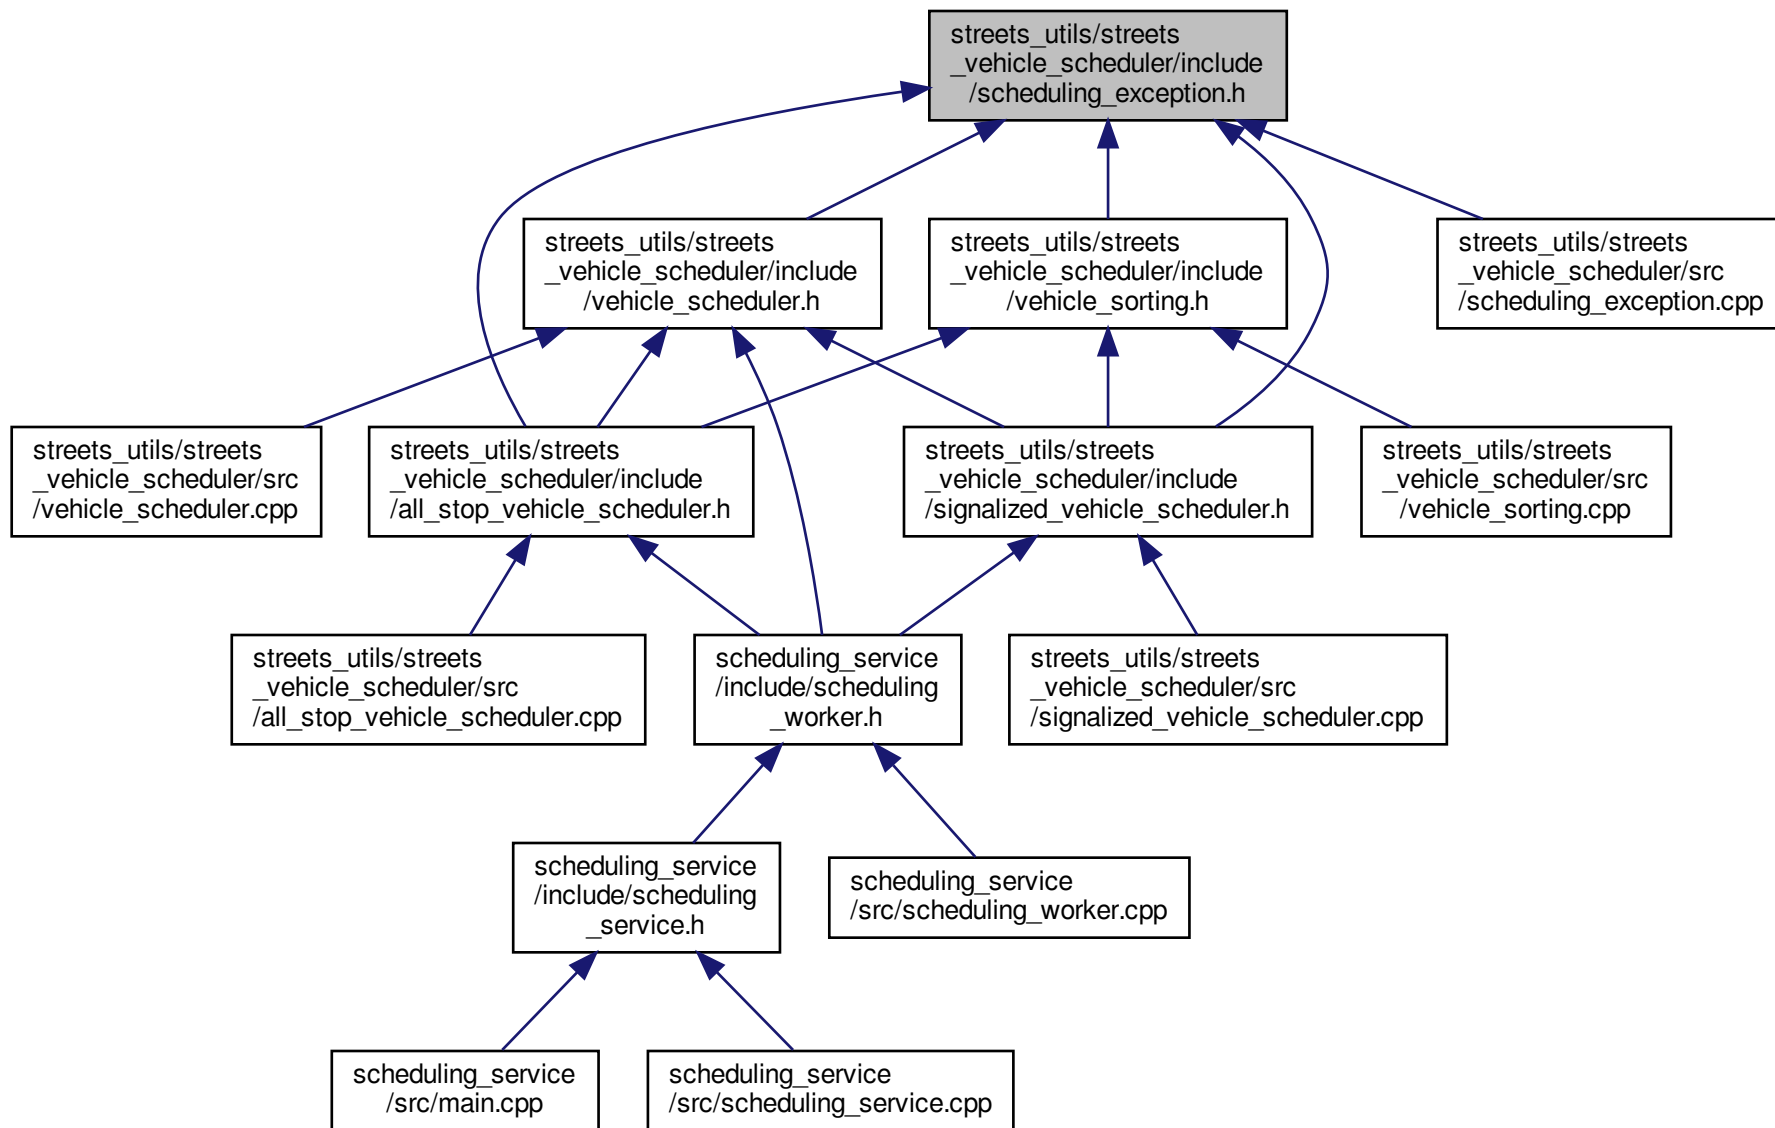 streets_utils/streets
_vehicle_scheduler/include
/scheduling_exception.h
streets_utils/streets
_vehicle_scheduler/include
/vehicle_scheduler.h
streets_utils/streets
_vehicle_scheduler/include
/vehicle_sorting.h
streets_utils/streets
_vehicle_scheduler/src
/scheduling_exception.cpp
streets_utils/streets
_vehicle_scheduler/src
/vehicle_scheduler.cpp
streets_utils/streets
_vehicle_scheduler/include
/all_stop_vehicle_scheduler.h
streets_utils/streets
_vehicle_scheduler/include
/signalized_vehicle_scheduler.h
streets_utils/streets
_vehicle_scheduler/src
/vehicle_sorting.cpp
streets_utils/streets
_vehicle_scheduler/src
/all_stop_vehicle_scheduler.cpp
scheduling_service
/include/scheduling
_worker.h
streets_utils/streets
_vehicle_scheduler/src
/signalized_vehicle_scheduler.cpp
scheduling_service
/include/scheduling
_service.h
scheduling_service
/src/scheduling_worker.cpp
scheduling_service
/src/main.cpp
scheduling_service
/src/scheduling_service.cpp